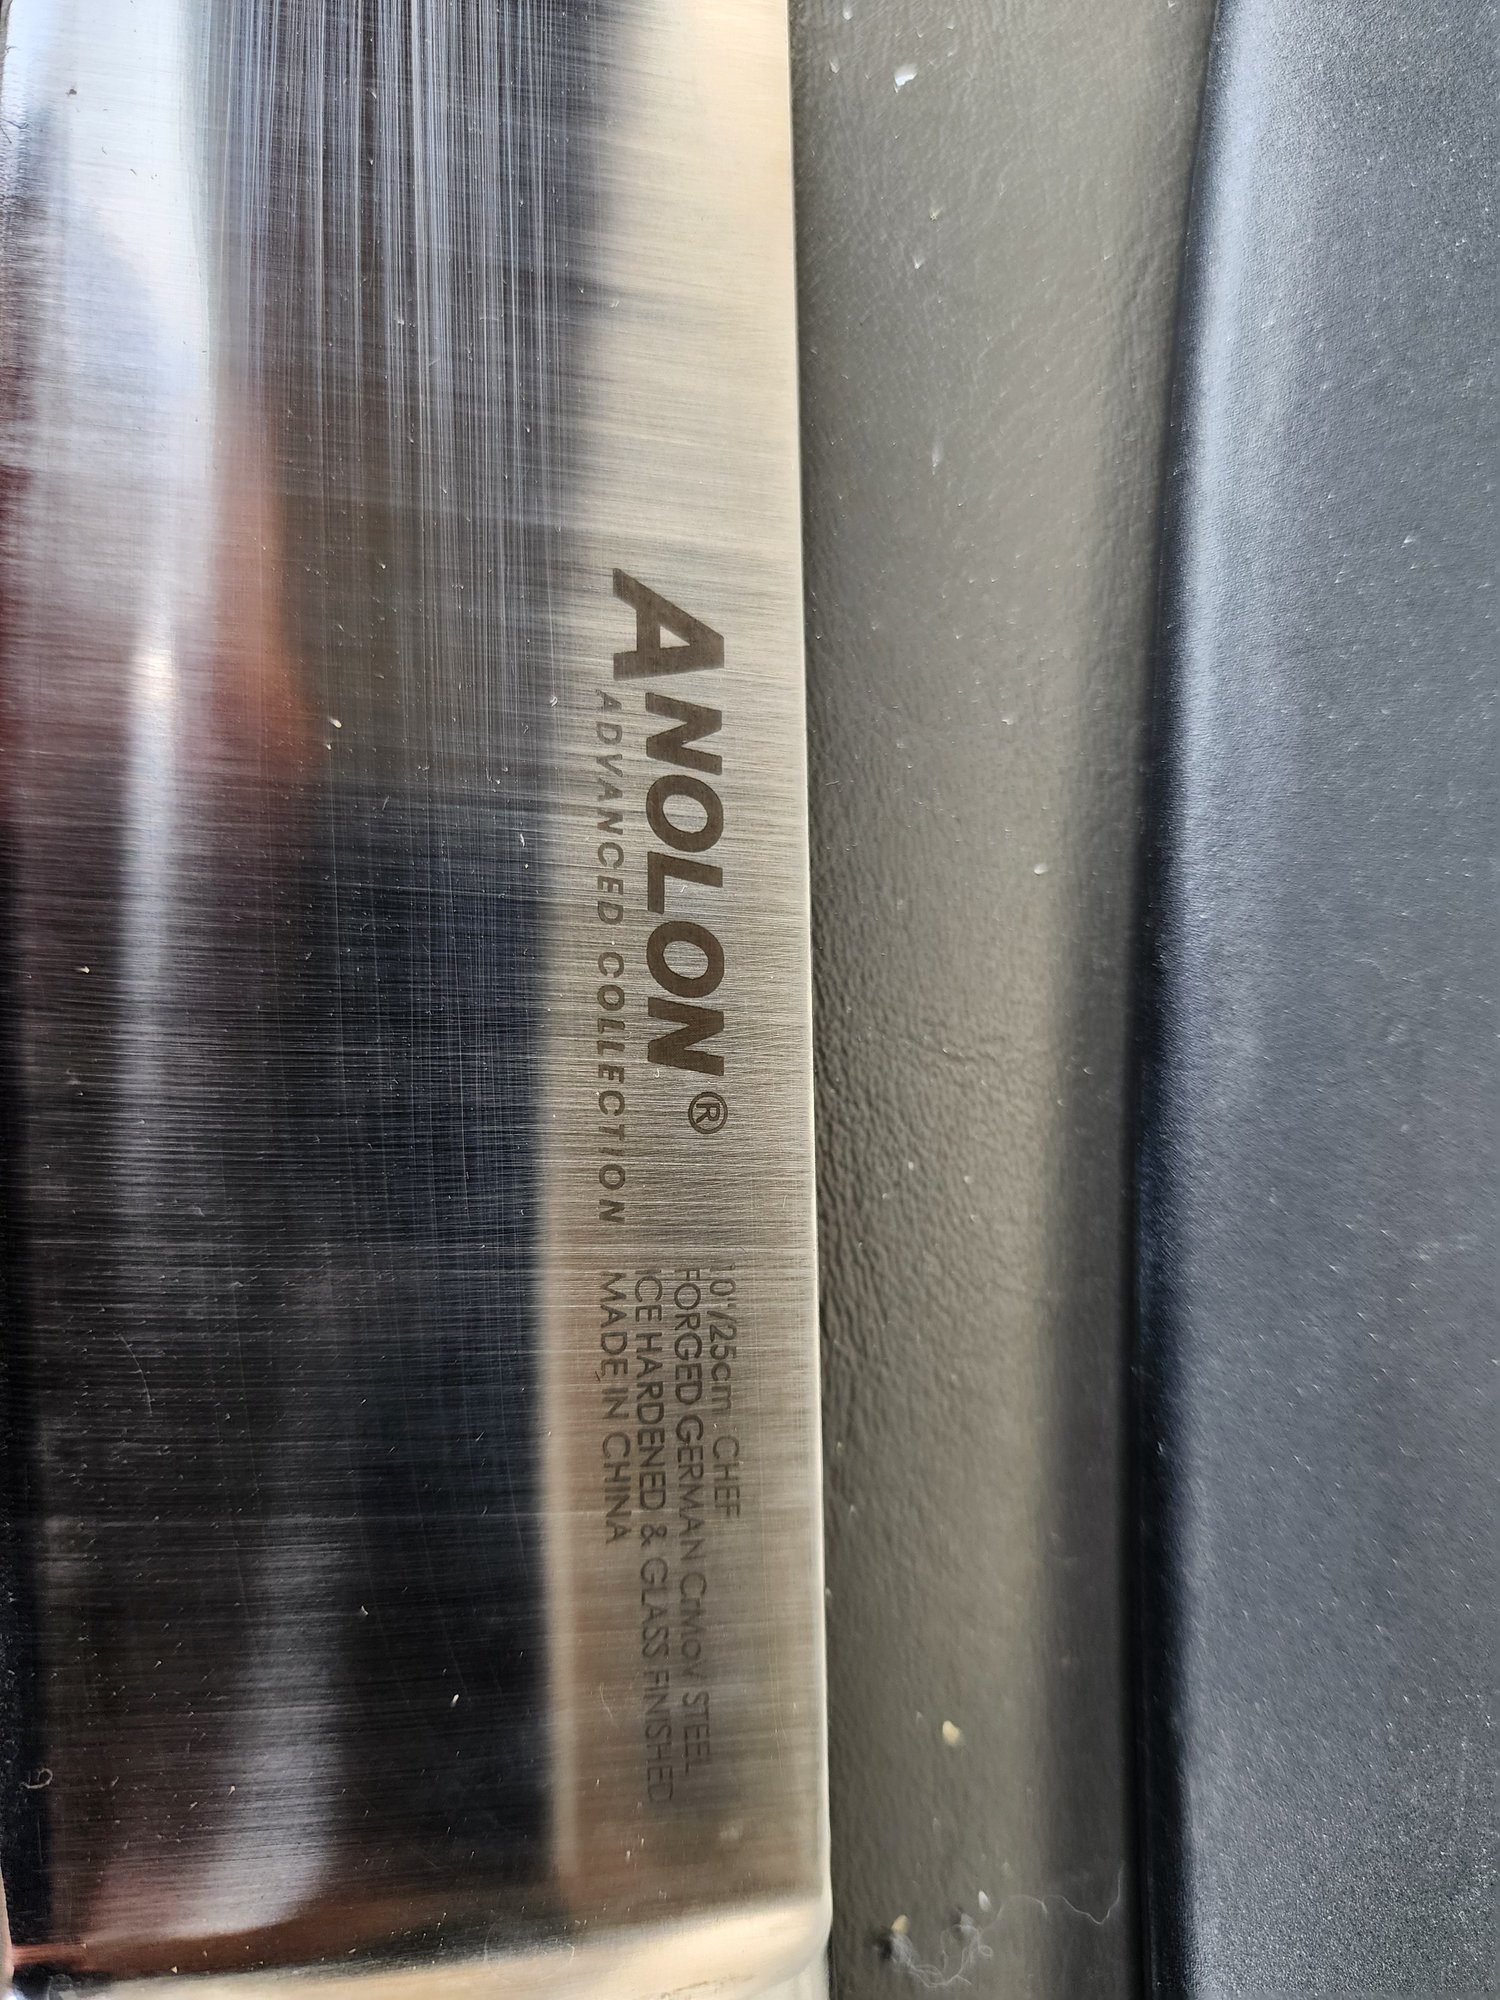 ANOLON®
ADVANCED COLLECTION
10"/25cm CHEF
FORGED GERMAN CrMoV STEEL
ICE HARDENED & GLASS FINISHED
MADE IN CHINA